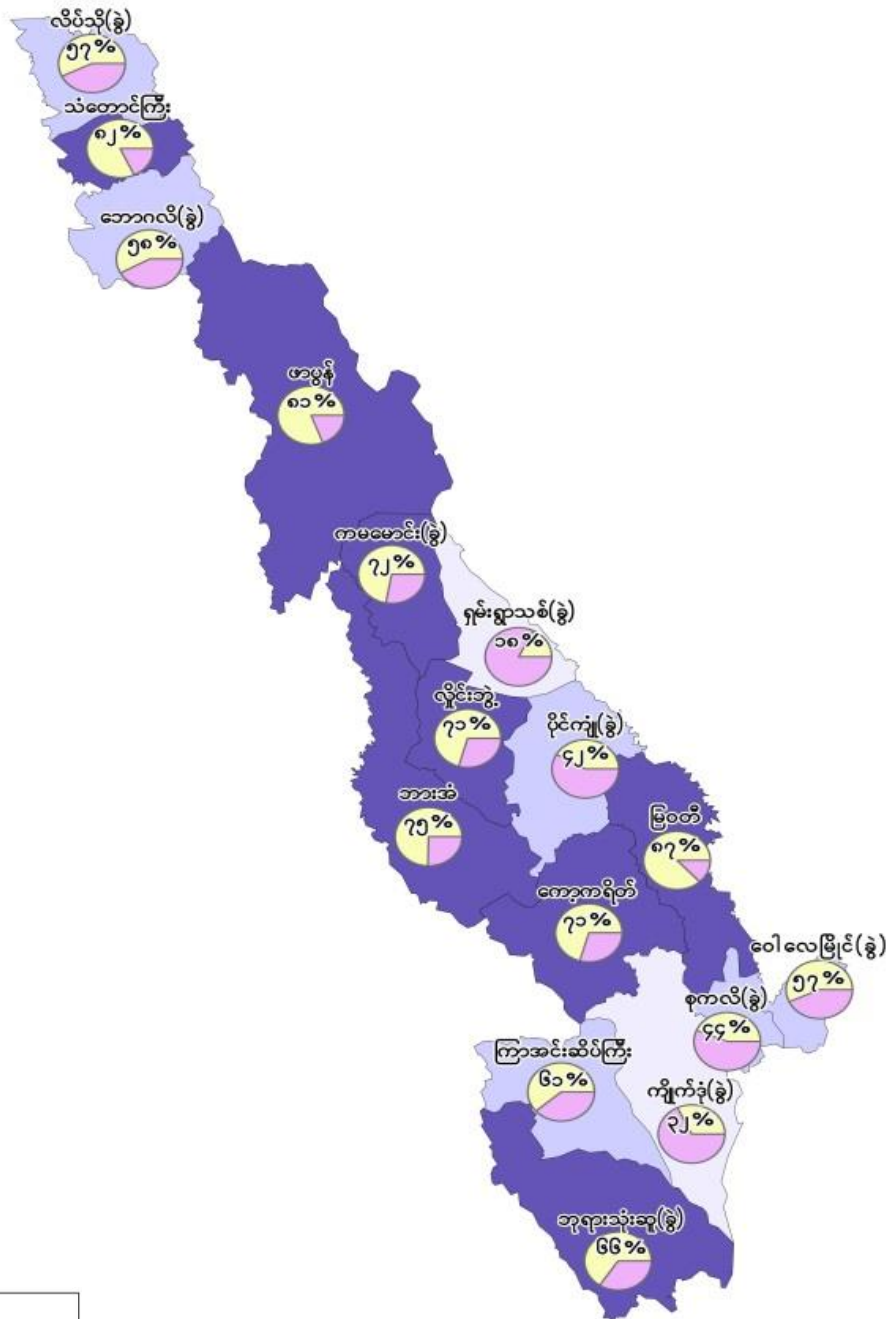 လိပ်သို(ခွဲ)
၅၇%
သံတောင်ကြီး
၈၂%
ဘောဂလိ(ခွဲ)
၅၈%
ဖာပွန်
၈၁%
ကမမောင်း(ခွဲ)
၇၂%
ရှမ်းရွာသစ်(ခွဲ)
၁၈%
လှိုင်းဘွဲ့
၇၁%
ပိုင်ကျုံ(ခွဲ)
၄၂%
ဘားအံ
၇၅%
မြဝတီ
၈၇%
ကော့ကရိတ်
၇၁%
ဝေါလေမြိုင်(ခွဲ)
၅၇%
စုကလိ(ခွဲ)
၄၄%
ကြာအင်းဆိပ်ကြီး
၆၁%
ကျိုက်ဒုံ(ခွဲ)
၃၂%
ဘုရားသုံးဆူ(ခွဲ)
၆၆%